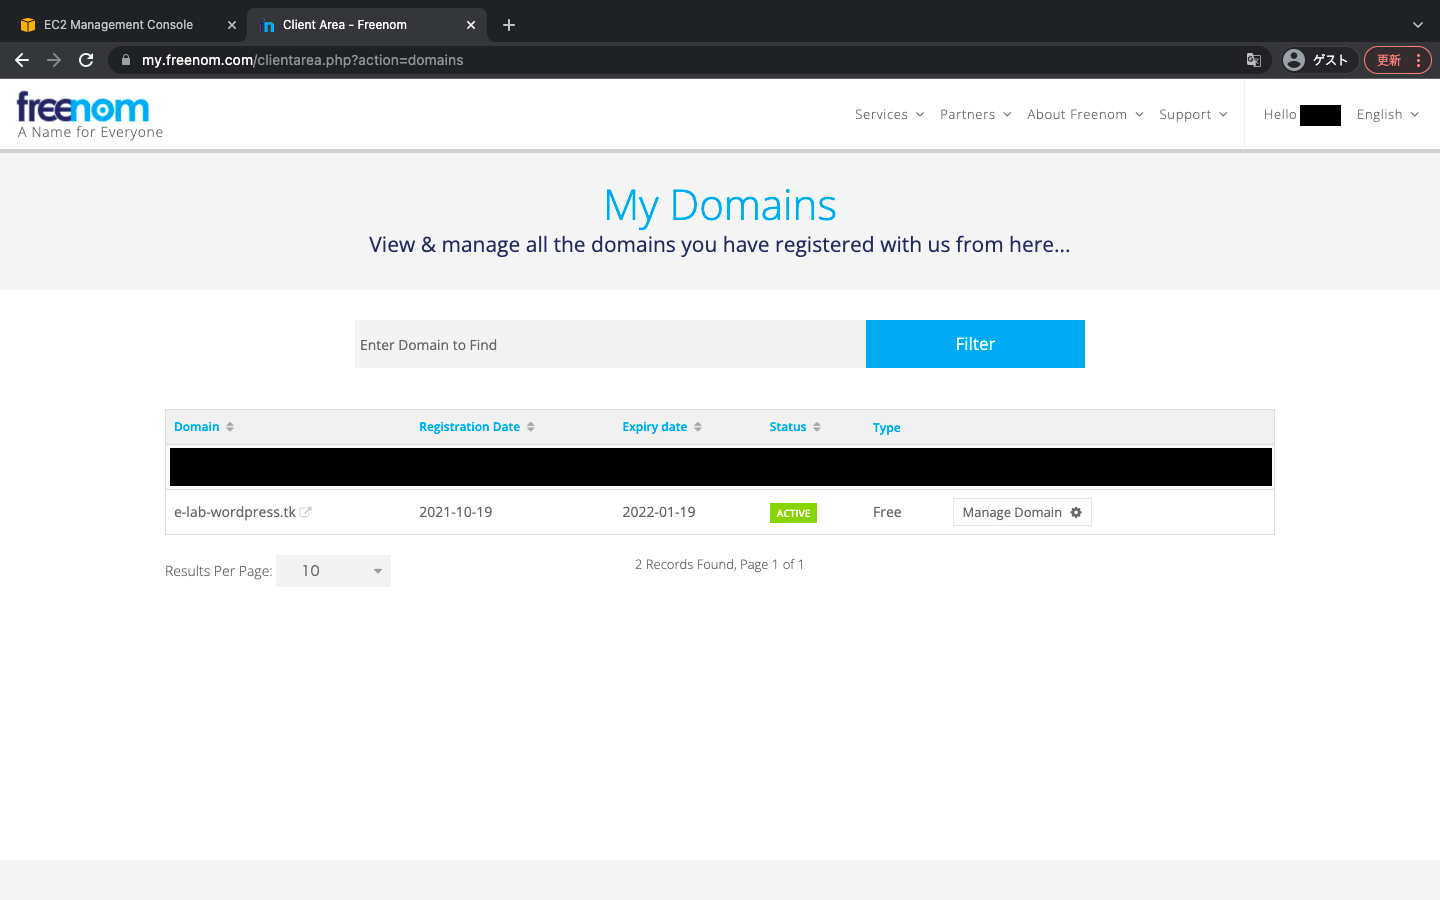 EC2 Management Console
Client Area - Freenom
my.freenom.com/clientarea.php?action=domains
ゲスト
更新
freenom
A Name for Everyone
Services
Partners
About Freenom
Support
Hello
English
My Domains
View & manage all the domains you have registered with us from here...
Enter Domain to Find
Filter
Domain Registration Date Expiry date Status Type
e-lab-wordpress.tk 2021-10-19 2022-01-19 ACTIVE Free Manage Domain
Results Per Page: 10
2 Records Found, Page 1 of 1